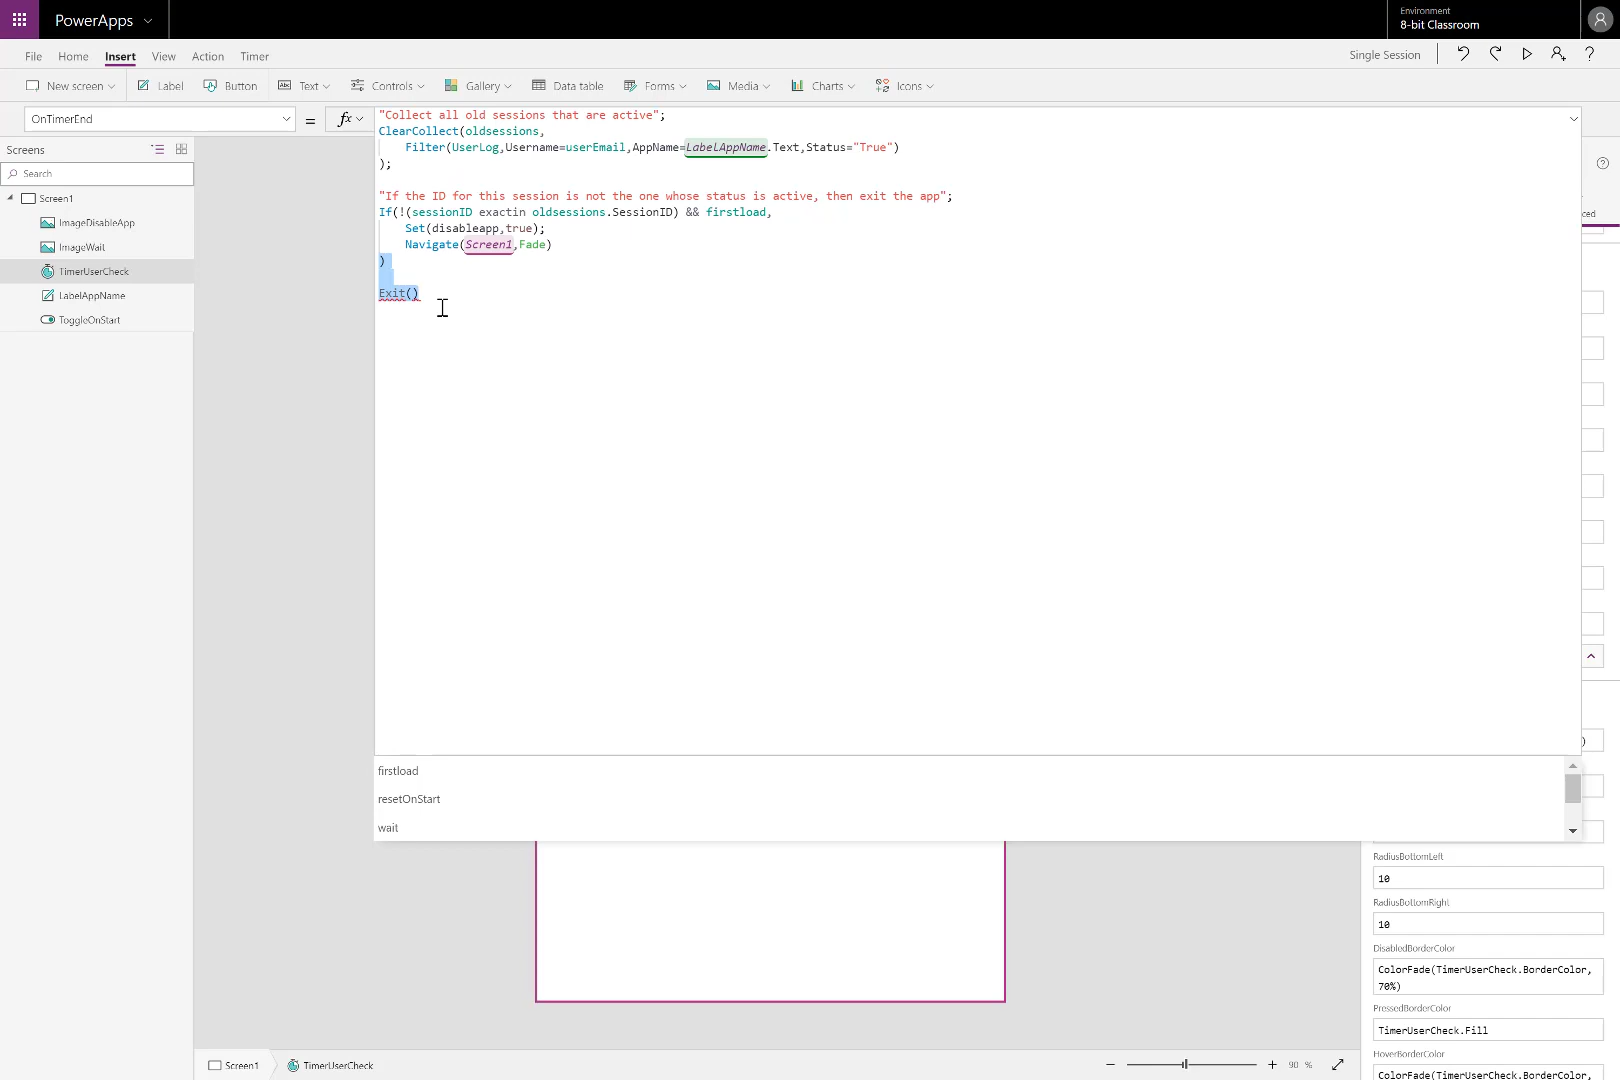 PowerApps
Environment
8-bit Classroom
File
Home
Insert
View
Action
Timer
Single Session
New screen
Label
Button
Text
Controls
Gallery
Data table
Forms
Media
Charts
Icons
OnTimerEnd
=
fx
"Collect all old sessions that are active";
ClearCollect(oldsessions,
Filter(UserLog,Username=userEmail,AppName=LabelAppName.Text,Status="True")
);
"If the ID for this session is not the one whose status is active, then exit the app";
If(!(sessionID exactin oldsessions.SessionID) && firstload,
Set(disableapp,true);
Navigate(Screen1,Fade)
)
Exit()
Screens
Search
Screen1
ImageDisableApp
ImageWait
TimerUserCheck
LabelAppName
ToggleOnStart
ced
)
firstload
resetOnStart
wait
RadiusBottomLeft
10
RadiusBottomRight
10
DisabledBorderColor
ColorFade(TimerUserCheck.BorderColor,
70%)
PressedBorderColor
TimerUserCheck.Fill
HoverBorderColor
ColorFade(TimerUserCheck.BorderColor,
Screen1
TimerUserCheck
90 %